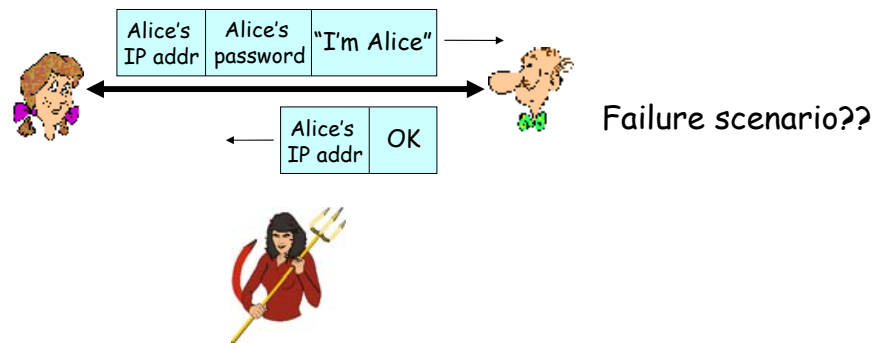 Alice's
IP addr
Alice's
password
"I'm Alice"
Alice's
IP addr
OK
Failure scenario??